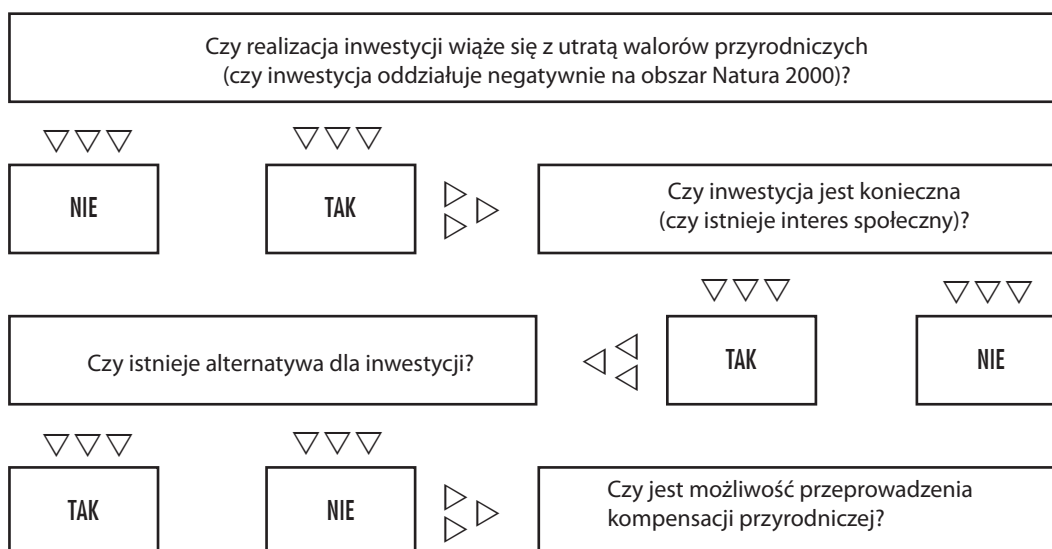 Czy realizacja inwestycji wiąże się z utratą walorów przyrodniczych
(czy inwestycja oddziałuje negatywnie na obszar Natura 2000)?
NIE
TAK
Czy inwestycja jest konieczna
(czy istnieje interes społeczny)?
Czy istnieje alternatywa dla inwestycji?
TAK
NIE
TAK
NIE
Czy jest możliwość przeprowadzenia
kompensacji przyrodniczej?